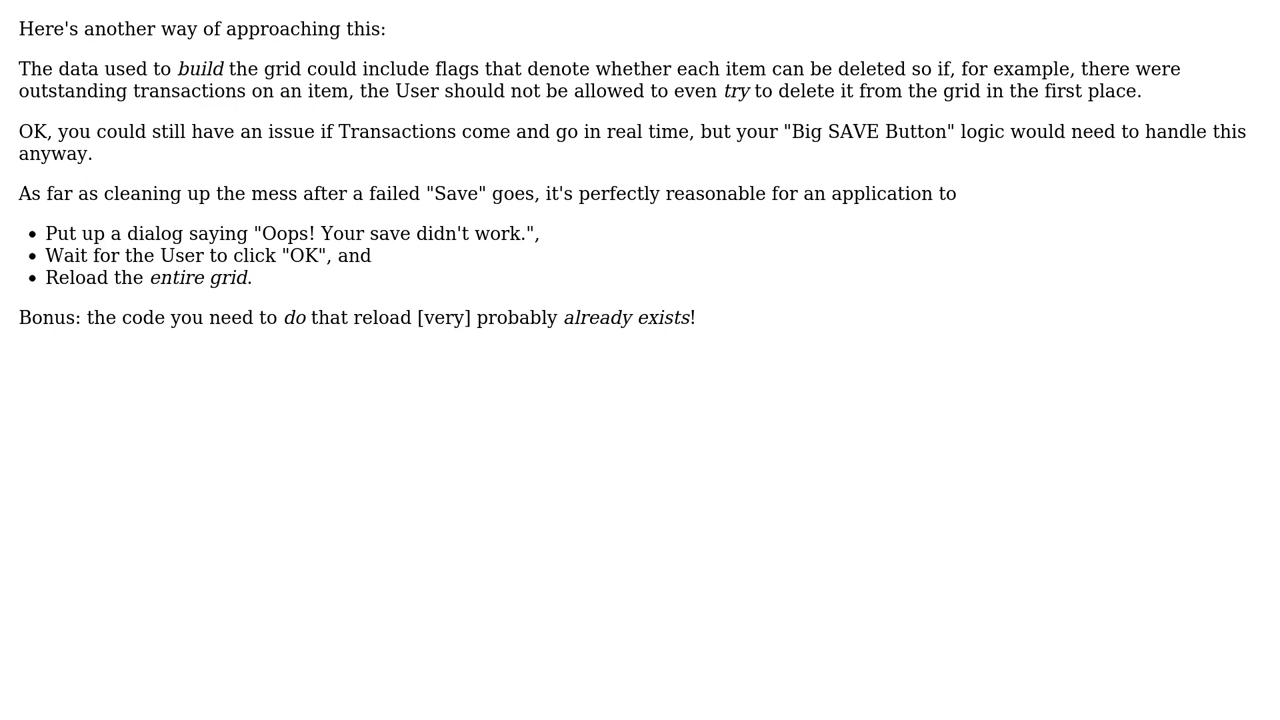 Here's another way of approaching this:
The data used to build the grid could include flags that denote whether each item can be deleted so if, for example, there were
outstanding transactions on an item, the User should not be allowed to even try to delete it from the grid in the first place.
OK, you could still have an issue if Transactions come and go in real time, but your "Big SAVE Button" logic would need to handle this
anyway.
As far as cleaning up the mess after a failed "Save" goes, it's perfectly reasonable for an application to
• Put up a dialog saying "Oops! Your save didn't work.",
• Wait for the User to click "OK", and
• Reload the entire grid.
Bonus: the code you need to do that reload [very] probably already exists!